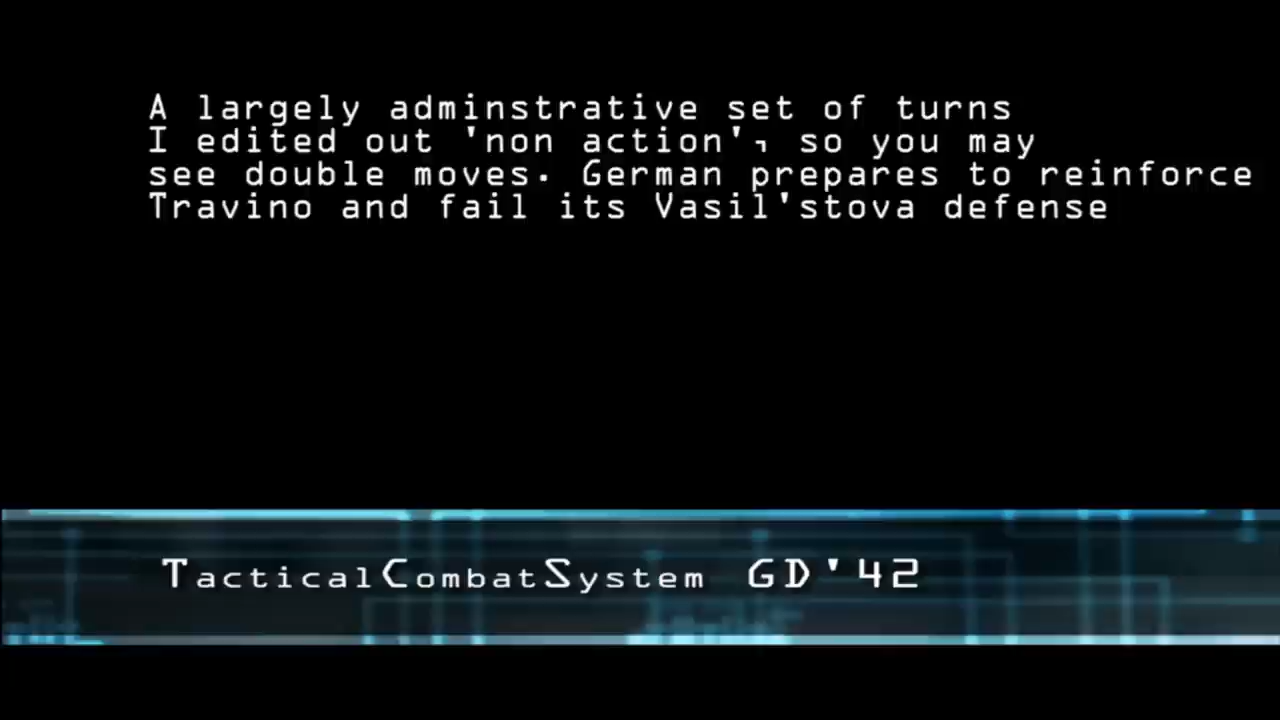 A largely adminstrative set of turns
I edited out 'non action', so you may
see double moves. German prepares to reinforce
Travino and fail its Vasil'stova defense
TacticalCombatSystem GD'42